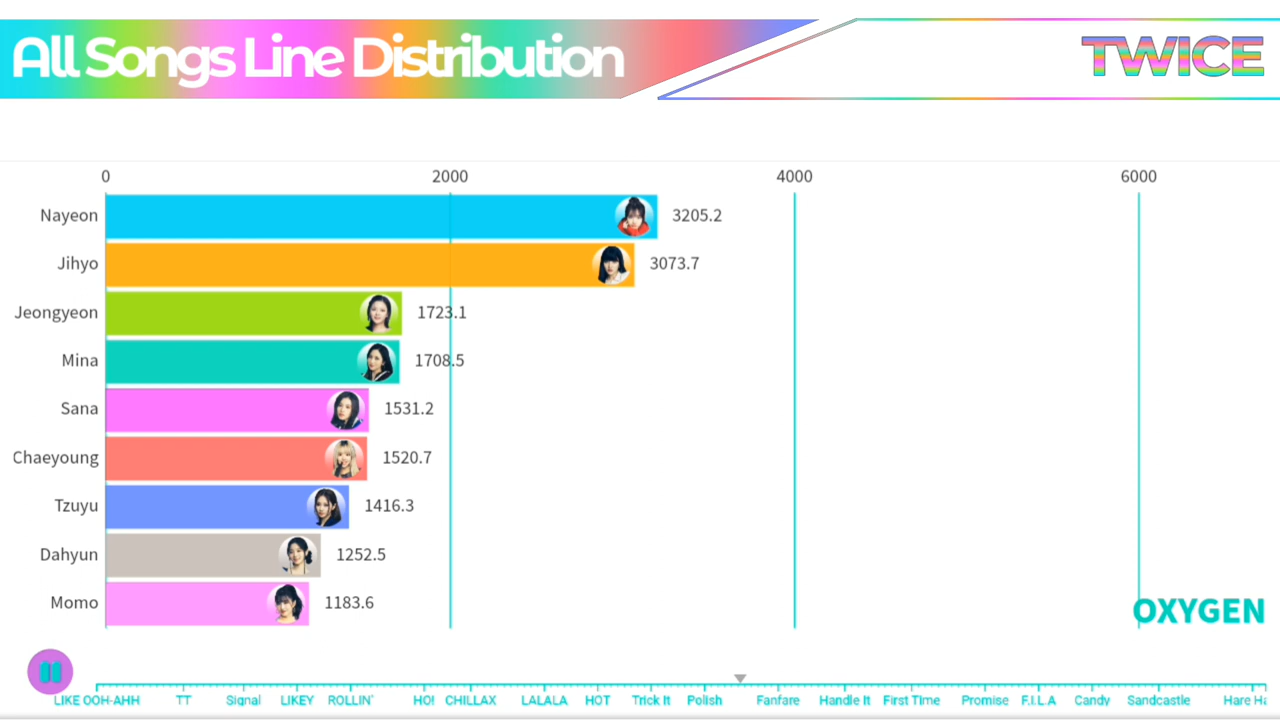 All Songs Line Distribution
TWICE
0 2000 4000 6000
Nayeon 3205.2
Jihyo 3073.7
Jeongyeon 1723.1
Mina 1708.5
Sana 1531.2
Chaeyoung 1520.7
Tzuyu 1416.3
Dahyun 1252.5
Momo 1183.6
OXYGEN
LIKE OOH-AHH TT Signal LIKEY ROLLIN' HO! CHILLAX LALALA HOT Trick It Polish Fanfare Handle It First Time Promise F.I.L.A Candy Sandcastle Hare Ha